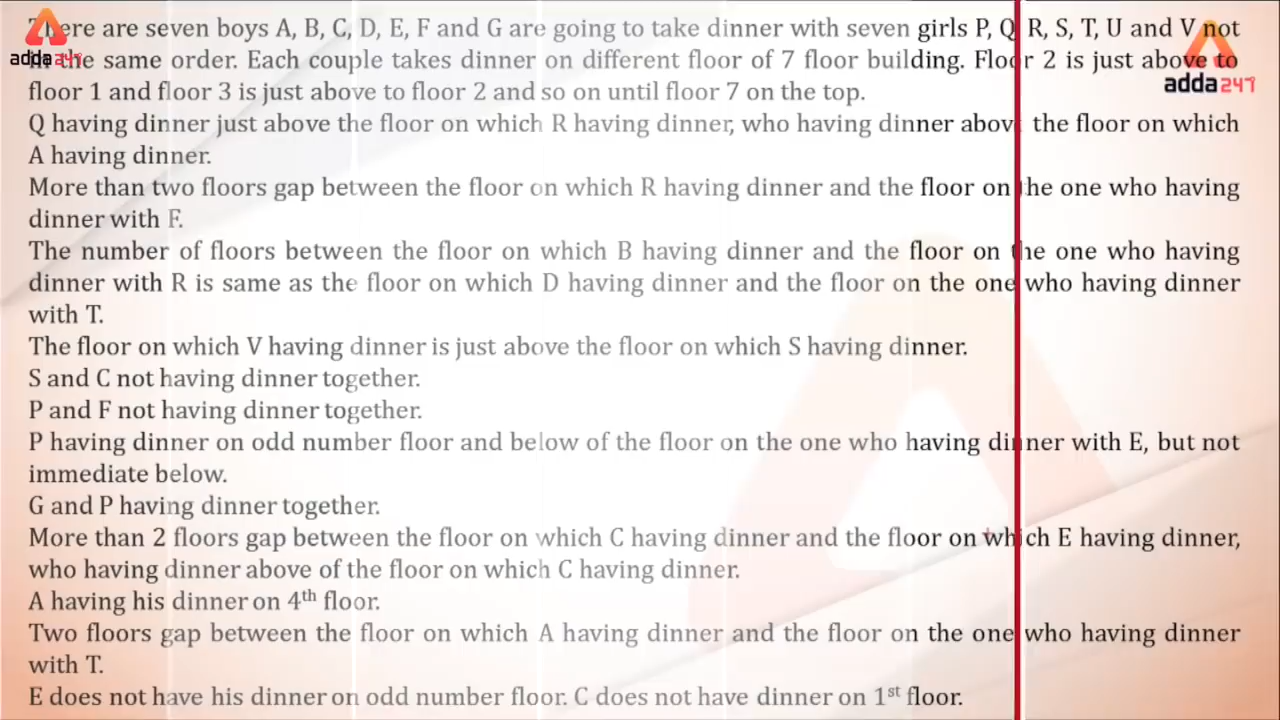 There are seven boys A, B, C, D, E, F and G are going to take dinner with seven girls P, Q, R, S, T, U and V not
in the same order. Each couple takes dinner on different floor of 7 floor building. Floor 2 is just above to
floor 1 and floor 3 is just above to floor 2 and so on until floor 7 on the top.
Q having dinner just above the floor on which R having dinner, who having dinner above the floor on which
A having dinner.
More than two floors gap between the floor on which R having dinner and the floor on the one who having
dinner with F.
The number of floors between the floor on which B having dinner and the floor on the one who having
dinner with R is same as the floor on which D having dinner and the floor on the one who having dinner
with T.
The floor on which V having dinner is just above the floor on which S having dinner.
S and C not having dinner together.
P and F not having dinner together.
P having dinner on odd number floor and below of the floor on the one who having dinner with E, but not
immediate below.
G and P having dinner together.
More than 2 floors gap between the floor on which C having dinner and the floor on which E having dinner,
who having dinner above of the floor on which C having dinner.
A having his dinner on 4th floor.
Two floors gap between the floor on which A having dinner and the floor on the one who having dinner
with T.
E does not have his dinner on odd number floor. C does not have dinner on 1st floor.
adda247
adda247